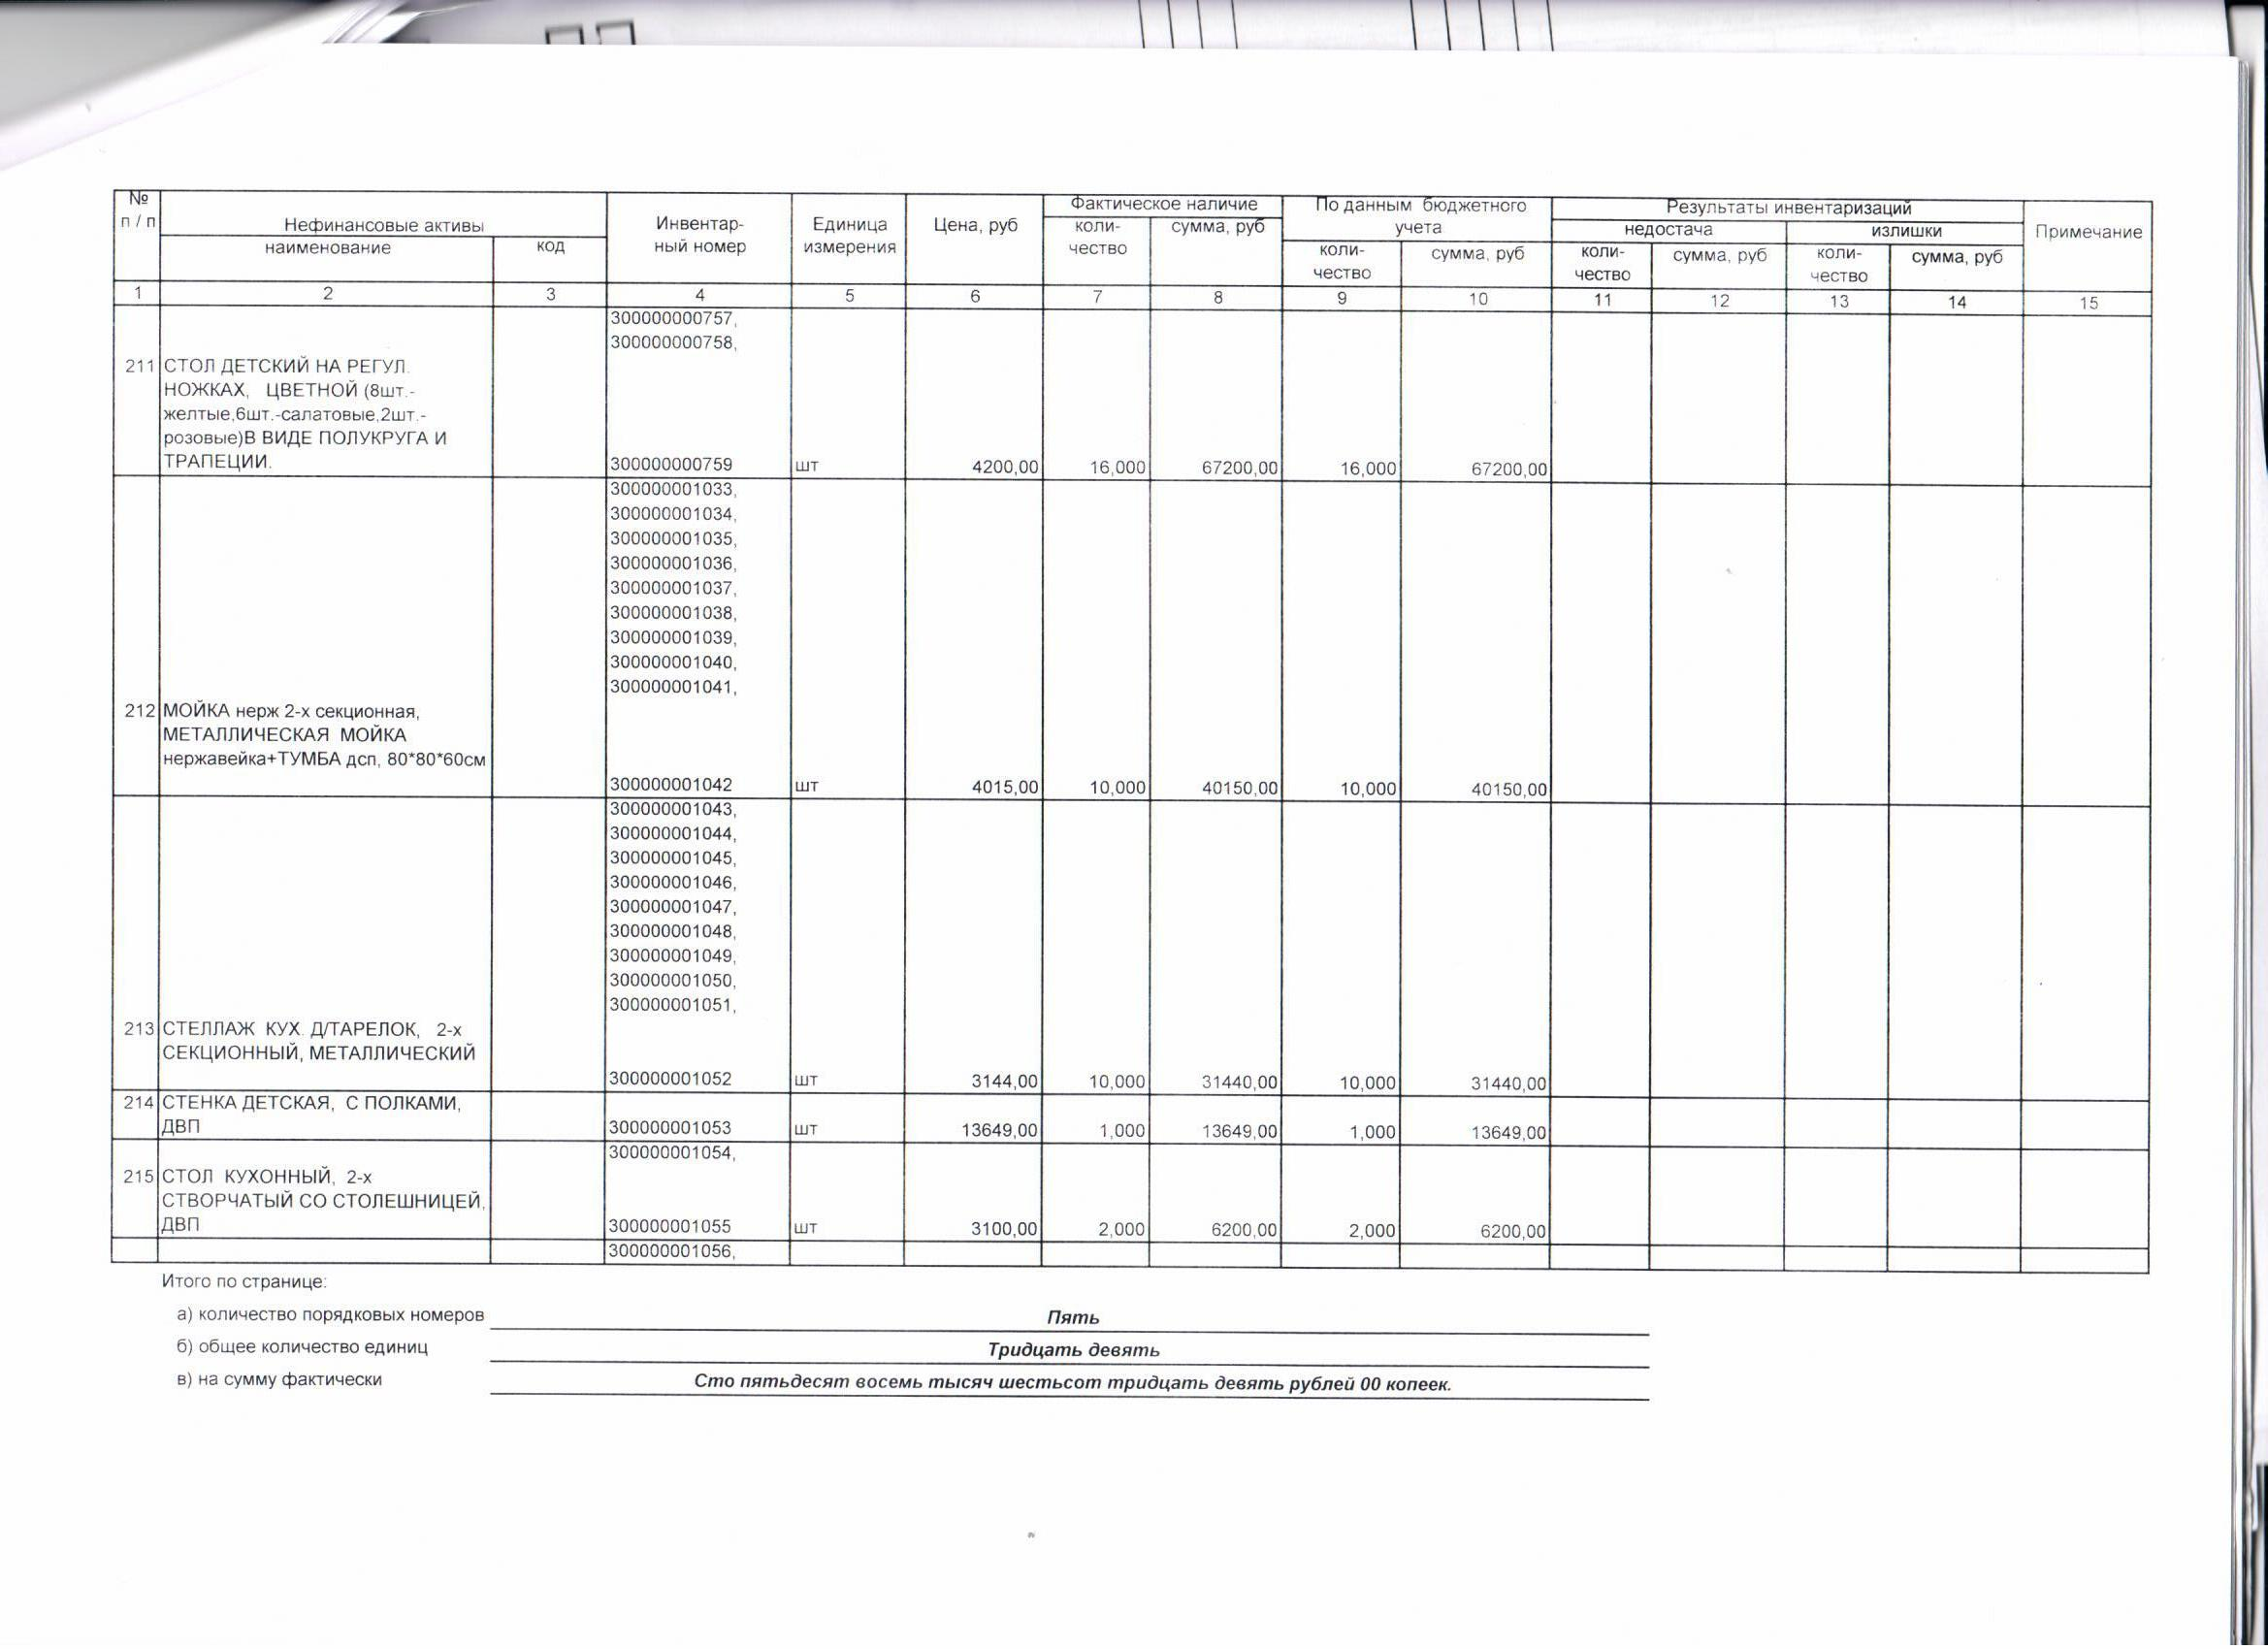 №
п / п
Нефинансовые активы
наименование
код
Инвентар-
ный номер
Единица
измерения
Цена, руб
Фактическое наличие
коли-
чество
сумма, руб
По данным бюджетного
учета
коли-
чество
сумма, руб
Результаты инвентаризаций
недостача
коли-
чество
сумма, руб
излишки
коли-
чество
сумма, руб
Примечание
1 2 3 4 5 6 7 8 9 10 11 12 13 14 15
300000000757,
300000000758,
211 СТОЛ ДЕТСКИЙ НА РЕГУЛ.
НОЖКАХ, ЦВЕТНОЙ (8шт.-
желтые,6шт.-салатовые,2шт.-
розовые)В ВИДЕ ПОЛУКРУГА И
ТРАПЕЦИИ. 300000000759 шт 4200,00 16,000 67200,00 16,000 67200,00
300000001033,
300000001034,
300000001035,
300000001036,
300000001037,
300000001038,
300000001039,
300000001040,
300000001041,
212 МОЙКА нерж 2-х секционная,
МЕТАЛЛИЧЕСКАЯ МОЙКА
нержавейка+ТУМБА дсп, 80*80*60см
300000001042 шт 4015,00 10,000 40150,00 10,000 40150,00
300000001043,
300000001044,
300000001045,
300000001046,
300000001047,
300000001048,
300000001049,
300000001050,
300000001051,
213 СТЕЛЛАЖ КУХ. Д/ТАРЕЛОК, 2-х
СЕКЦИОННЫЙ, МЕТАЛЛИЧЕСКИЙ
300000001052 шт 3144,00 10,000 31440,00 10,000 31440,00
214 СТЕНКА ДЕТСКАЯ, С ПОЛКАМИ,
ДВП 300000001053 шт 13649,00 1,000 13649,00 1,000 13649,00
300000001054,
215 СТОЛ КУХОННЫЙ, 2-х
СТВОРЧАТЫЙ СО СТОЛЕШНИЦЕЙ,
ДВП 300000001055 шт 3100,00 2,000 6200,00 2,000 6200,00
300000001056,
Итого по странице:
а) количество порядковых номеров Пять
б) общее количество единиц Тридцать девять
в) на сумму фактически Сто пятьдесят восемь тысяч шестьсот тридцать девять рублей 00 копеек.